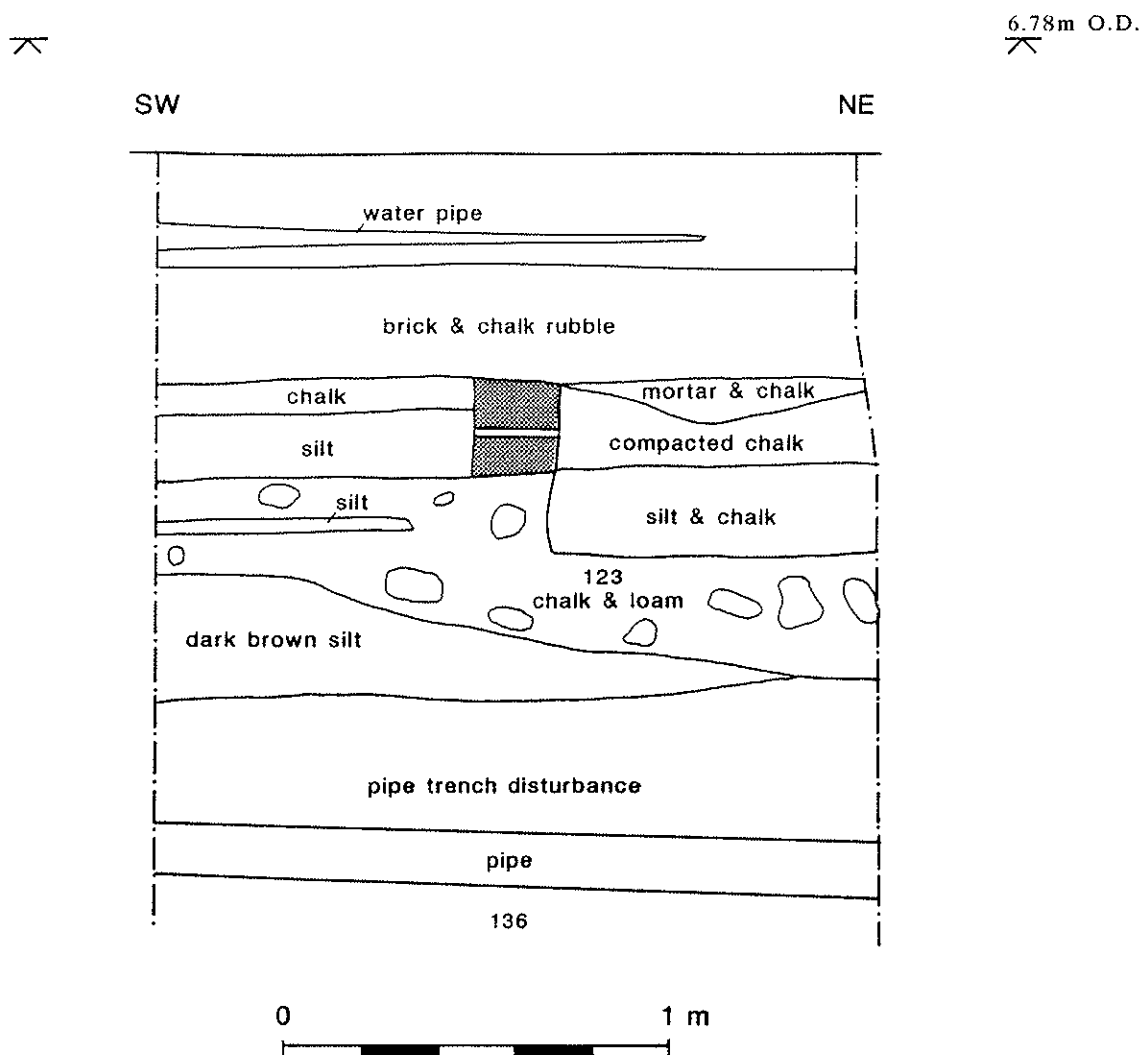 6.78m O.D.
SW
NE
water pipe
brick & chalk rubble
chalk
mortar & chalk
silt
compacted chalk
silt
silt & chalk
123
chalk & loam
dark brown silt
pipe trench disturbance
pipe
136
0
1 m